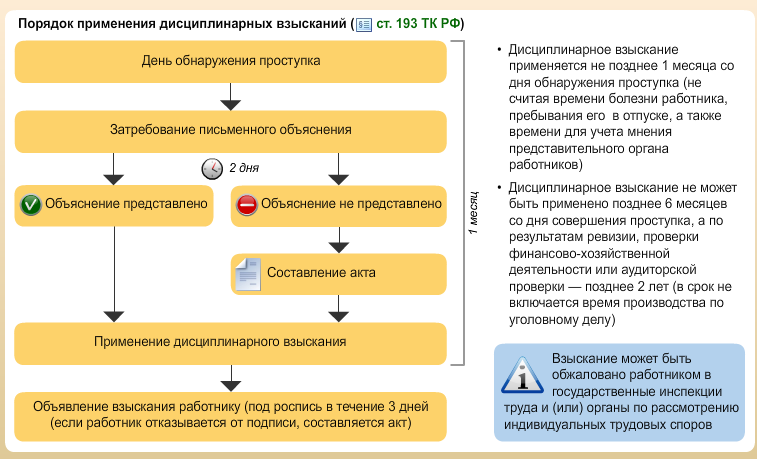 Порядок применения дисциплинарных взысканий ( ст. 193 ТК РФ)
День обнаружения проступка
Затребование письменного объяснения
2 дня
Объяснение представлено
Объяснение не представлено
Составление акта
Применение дисциплинарного взыскания
Объявление взыскания работнику (под роспись в течение 3 дней
(если работник отказывается от подписи, составляется акт)
1 месяц
• Дисциплинарное взыскание
применяется не позднее 1 месяца со
дня обнаружения проступка (не
считая времени болезни работника,
пребывания его в отпуске, а также
времени для учета мнения
представительного органа
работников)
• Дисциплинарное взыскание не может
быть применено позднее 6 месяцев
со дня совершения проступка, а по
результатам ревизии, проверки
финансово-хозяйственной
деятельности или аудиторской
проверки — позднее 2 лет (в срок не
включается время производства по
уголовному делу)
Взыскание может быть
обжаловано работником в
государственные инспекции
труда и (или) органы по рассмотрению
индивидуальных трудовых споров